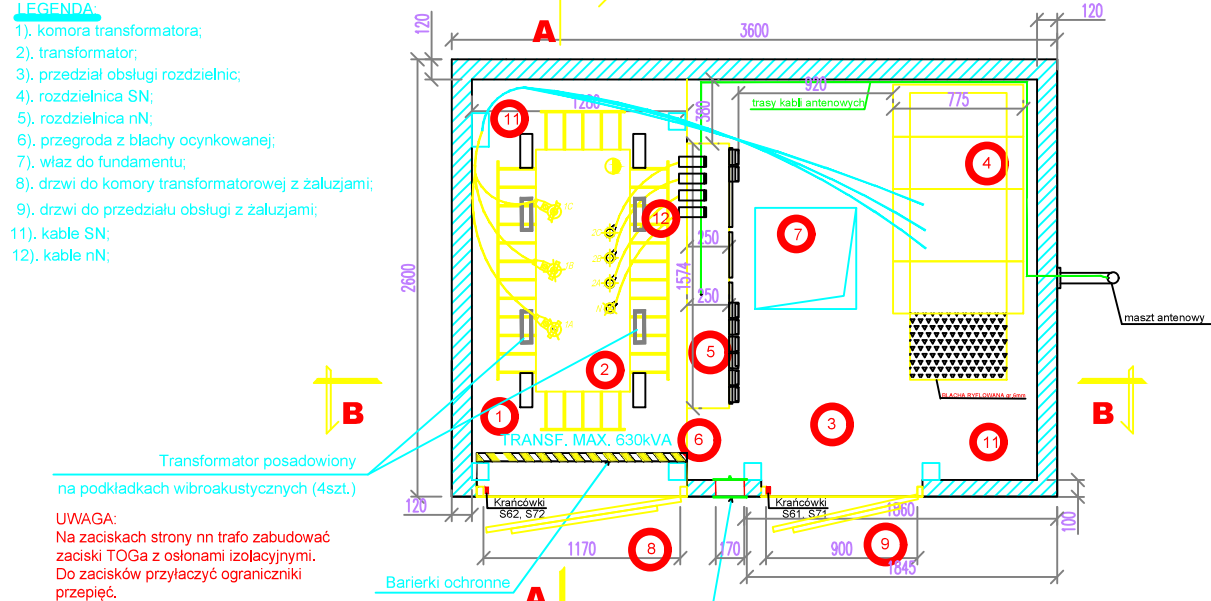 LEGENDA:
1). komora transformatora;
2). transformator;
3). przedział obsługi rozdzielnic;
4). rozdzielnica SN;
5). rozdzielnica nN;
6). przegroda z blachy ocynkowanej;
7). właz do fundamentu;
8). drzwi do komory transformatorowej z żaluzjami;
9). drzwi do przedziału obsługi z żaluzjami;
11). kable SN;
12). kable nN;
A
3600
120
120
1280
380
920
775
trasy kabli antenowych
11
4
12
7
250
1574
250
2600
maszt antenowy
5
2
BLACHA RYFLOWANA gr.5mm
B
B
1
3
6
11
TRANSF. MAX. 630kVA
Transformator posadowiony
na podkładkach wibroakustycznych (4szt.)
120
Krańcówki
S62, S72
Krańcówki
S61, S71
1860
100
UWAGA:
Na zaciskach strony nn trafo zabudować
zaciski TOGa z osłonami izolacyjnymi.
Do zacisków przyłączyć ograniczniki
przepięć.
1170
8
170
900
9
1845
Barierki ochronne
A